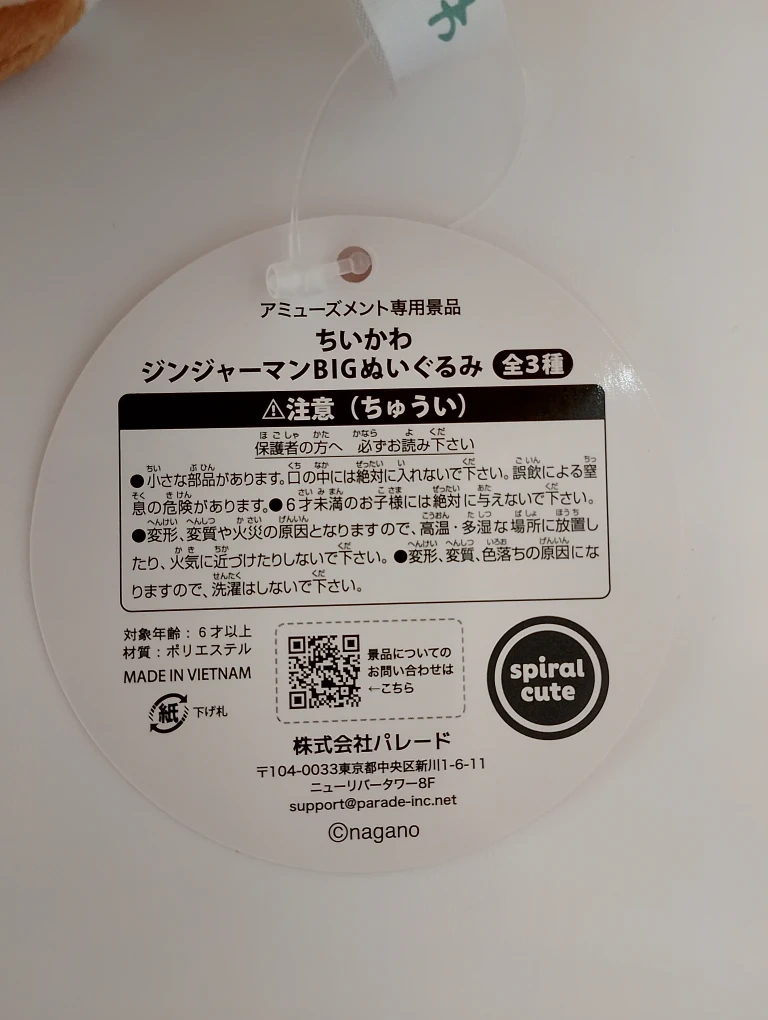 アミューズメント専用景品
ちいかわ
ジンジャーマンBIGぬいぐるみ 全3種
⚠注意(ちゅうい)
保護者の方へ 必ずお読み下さい
●小さな部品があります。口の中には絶対に入れないで下さい。誤飲による窒
息の危険があります。●6才未満のお子様には絶対に与えないで下さい。
●変形、変質や火災の原因となりますので、高温・多湿な場所に放置し
たり、火気に近づけたりしないで下さい。●変形、変質、色落ちの原因にな
りますので、洗濯はしないで下さい。
対象年齢:6才以上
材質:ポリエステル
MADE IN VIETNAM
紙 下げ札
景品についての
お問い合わせは
←こちら
spiral
cute
株式会社パレード
〒104-0033東京都中央区新川1-6-11
ニューリバータワー8F
support@parade-inc.net
©nagano